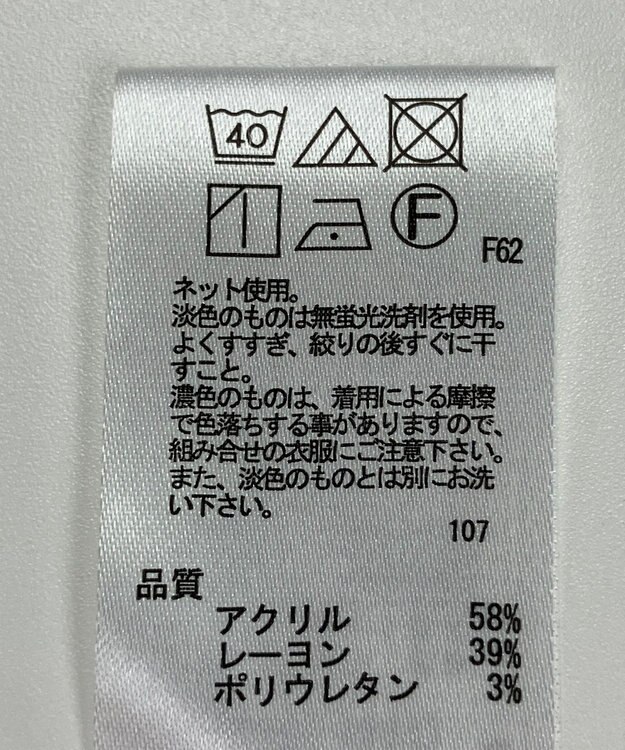 40
F
F62
ネット使用。
淡色のものは無蛍光洗剤を使用。
よくすすぎ、絞りの後すぐに干
すこと。
濃色のものは、着用による摩擦
で色落ちする事がありますので、
組み合せの衣服にご注意下さい。
また、淡色のものとは別にお洗
い下さい。
107
品質
アクリル 58%
レーヨン 39%
ポリウレタン 3%